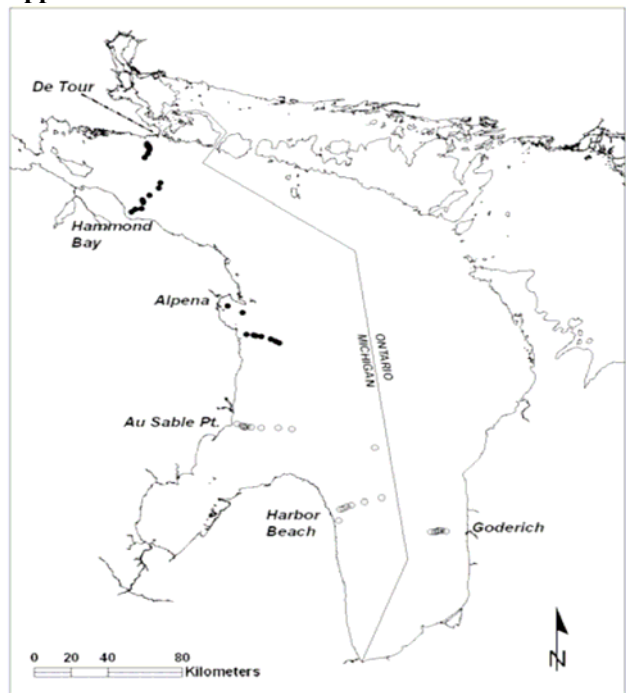 De Tour
Hammond
Bay
Alpena
ONTARIO
MICHIGAN
Au Sable Pt.
Harbor
Beach
Goderich
N
0 20 40 80
Kilometers